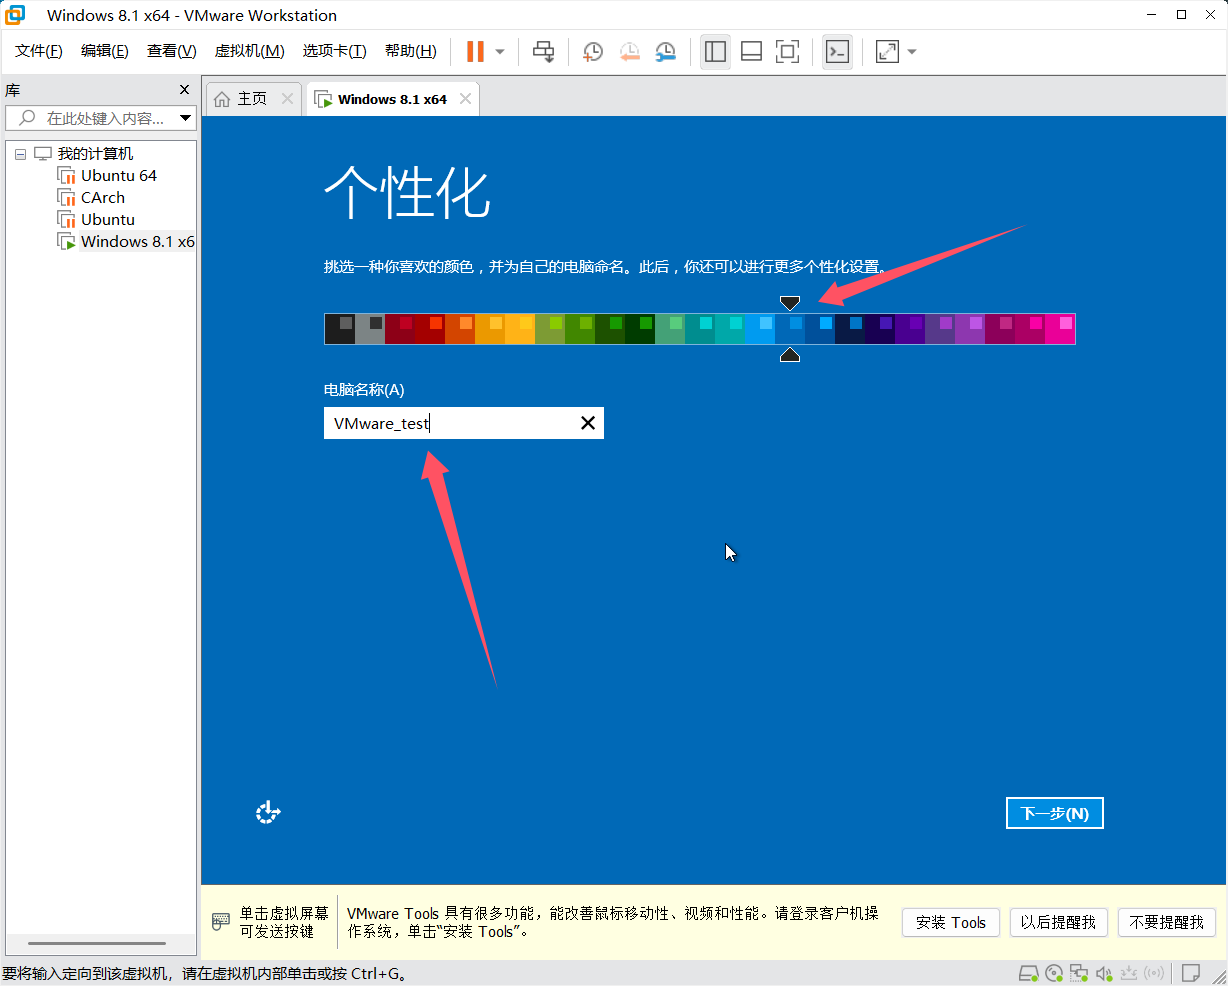 Windows 8.1 x64 - VMware Workstation
文件(F) 编辑(E) 查看(V) 虚拟机(M) 选项卡(T) 帮助(H)
库
在此处键入内容...
我的计算机
Ubuntu 64
CArch
Ubuntu
Windows 8.1 x6
主页
Windows 8.1 x64
个性化
挑选一种你喜欢的颜色，并为自己的电脑命名。此后，你还可以进行更多个性化设置。
电脑名称(A)
VMware_test
下一步(N)
单击虚拟屏幕
可发送按键
VMware Tools 具有很多功能，能改善鼠标移动性、视频和性能。请登录客户机操
作系统，单击“安装 Tools”。
安装 Tools
以后提醒我
不要提醒我
要将输入定向到该虚拟机，请在虚拟机内部单击或按 Ctrl+G。